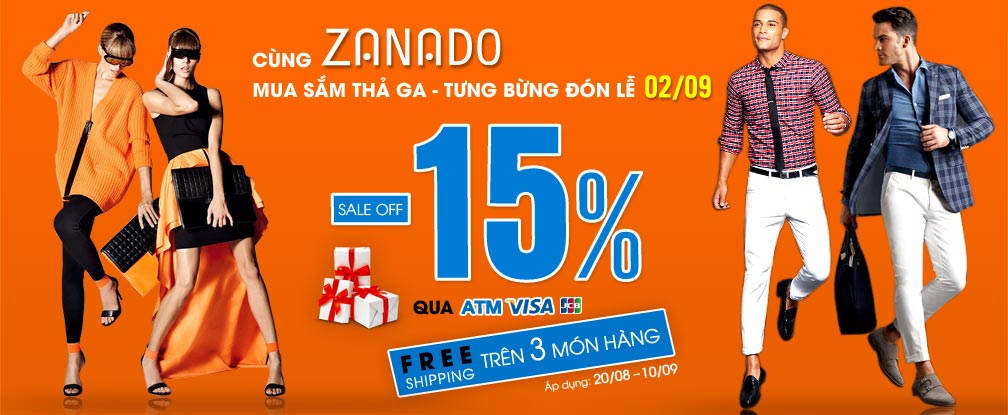 CÙNG ZANADO
MUA SẮM THẢ GA - TƯNG BỪNG ĐÓN LỄ 02/09
SALE OFF
-15%
QUA ATM VISA JCB
FREE SHIPPING TRÊN 3 MÓN HÀNG
Áp dụng: 20/08 – 10/09